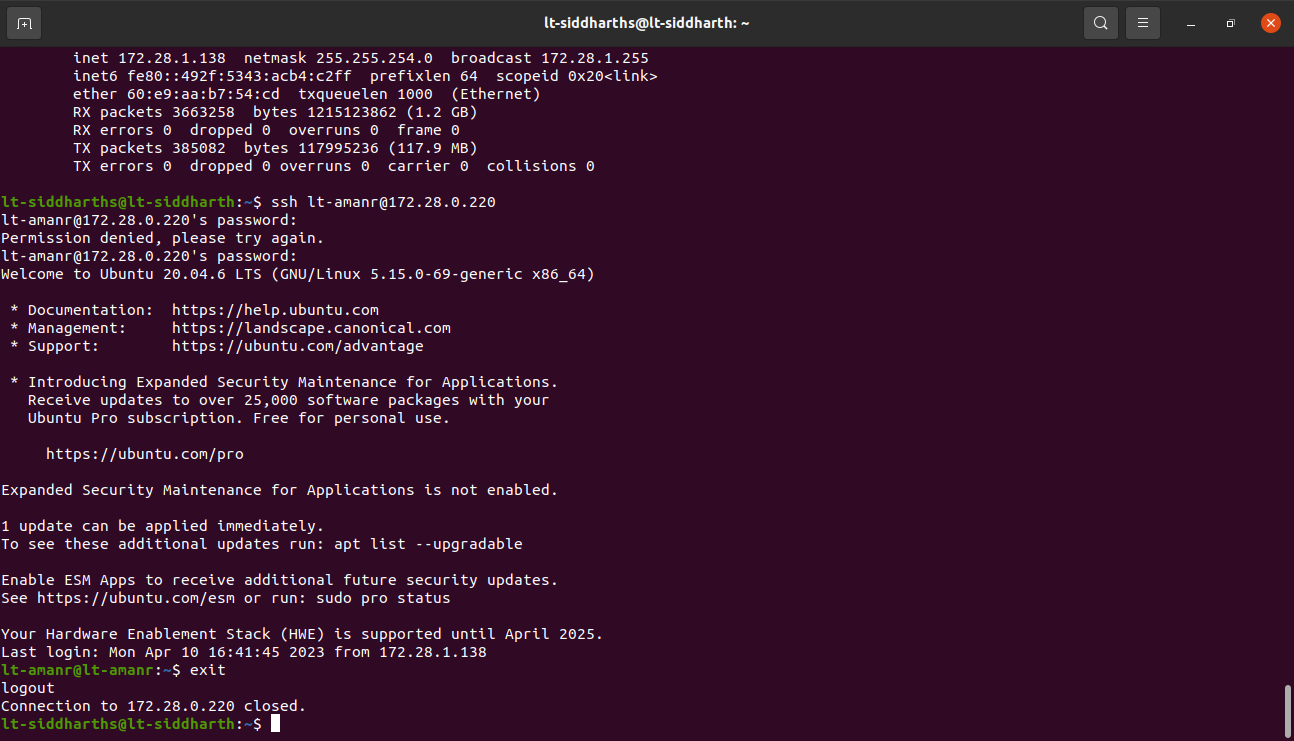 lt-siddharths@lt-siddharth: ~
inet 172.28.1.138  netmask 255.255.254.0  broadcast 172.28.1.255
inet6 fe80::492f:5343:acb4:c2ff  prefixlen 64  scopeid 0x20<link>
ether 60:e9:aa:b7:54:cd  txqueuelen 1000  (Ethernet)
RX packets 3663258  bytes 1215123862 (1.2 GB)
RX errors 0  dropped 0  overruns 0  frame 0
TX packets 385082  bytes 117995236 (117.9 MB)
TX errors 0  dropped 0 overruns 0  carrier 0  collisions 0
lt-siddharths@lt-siddharth:~$ ssh lt-amanr@172.28.0.220
lt-amanr@172.28.0.220's password:
Permission denied, please try again.
lt-amanr@172.28.0.220's password:
Welcome to Ubuntu 20.04.6 LTS (GNU/Linux 5.15.0-69-generic x86_64)
* Documentation:  https://help.ubuntu.com
* Management:     https://landscape.canonical.com
* Support:        https://ubuntu.com/advantage
* Introducing Expanded Security Maintenance for Applications.
Receive updates to over 25,000 software packages with your
Ubuntu Pro subscription. Free for personal use.
https://ubuntu.com/pro
Expanded Security Maintenance for Applications is not enabled.
1 update can be applied immediately.
To see these additional updates run: apt list --upgradable
Enable ESM Apps to receive additional future security updates.
See https://ubuntu.com/esm or run: sudo pro status
Your Hardware Enablement Stack (HWE) is supported until April 2025.
Last login: Mon Apr 10 16:41:45 2023 from 172.28.1.138
lt-amanr@lt-amanr:~$ exit
logout
Connection to 172.28.0.220 closed.
lt-siddharths@lt-siddharth:~$